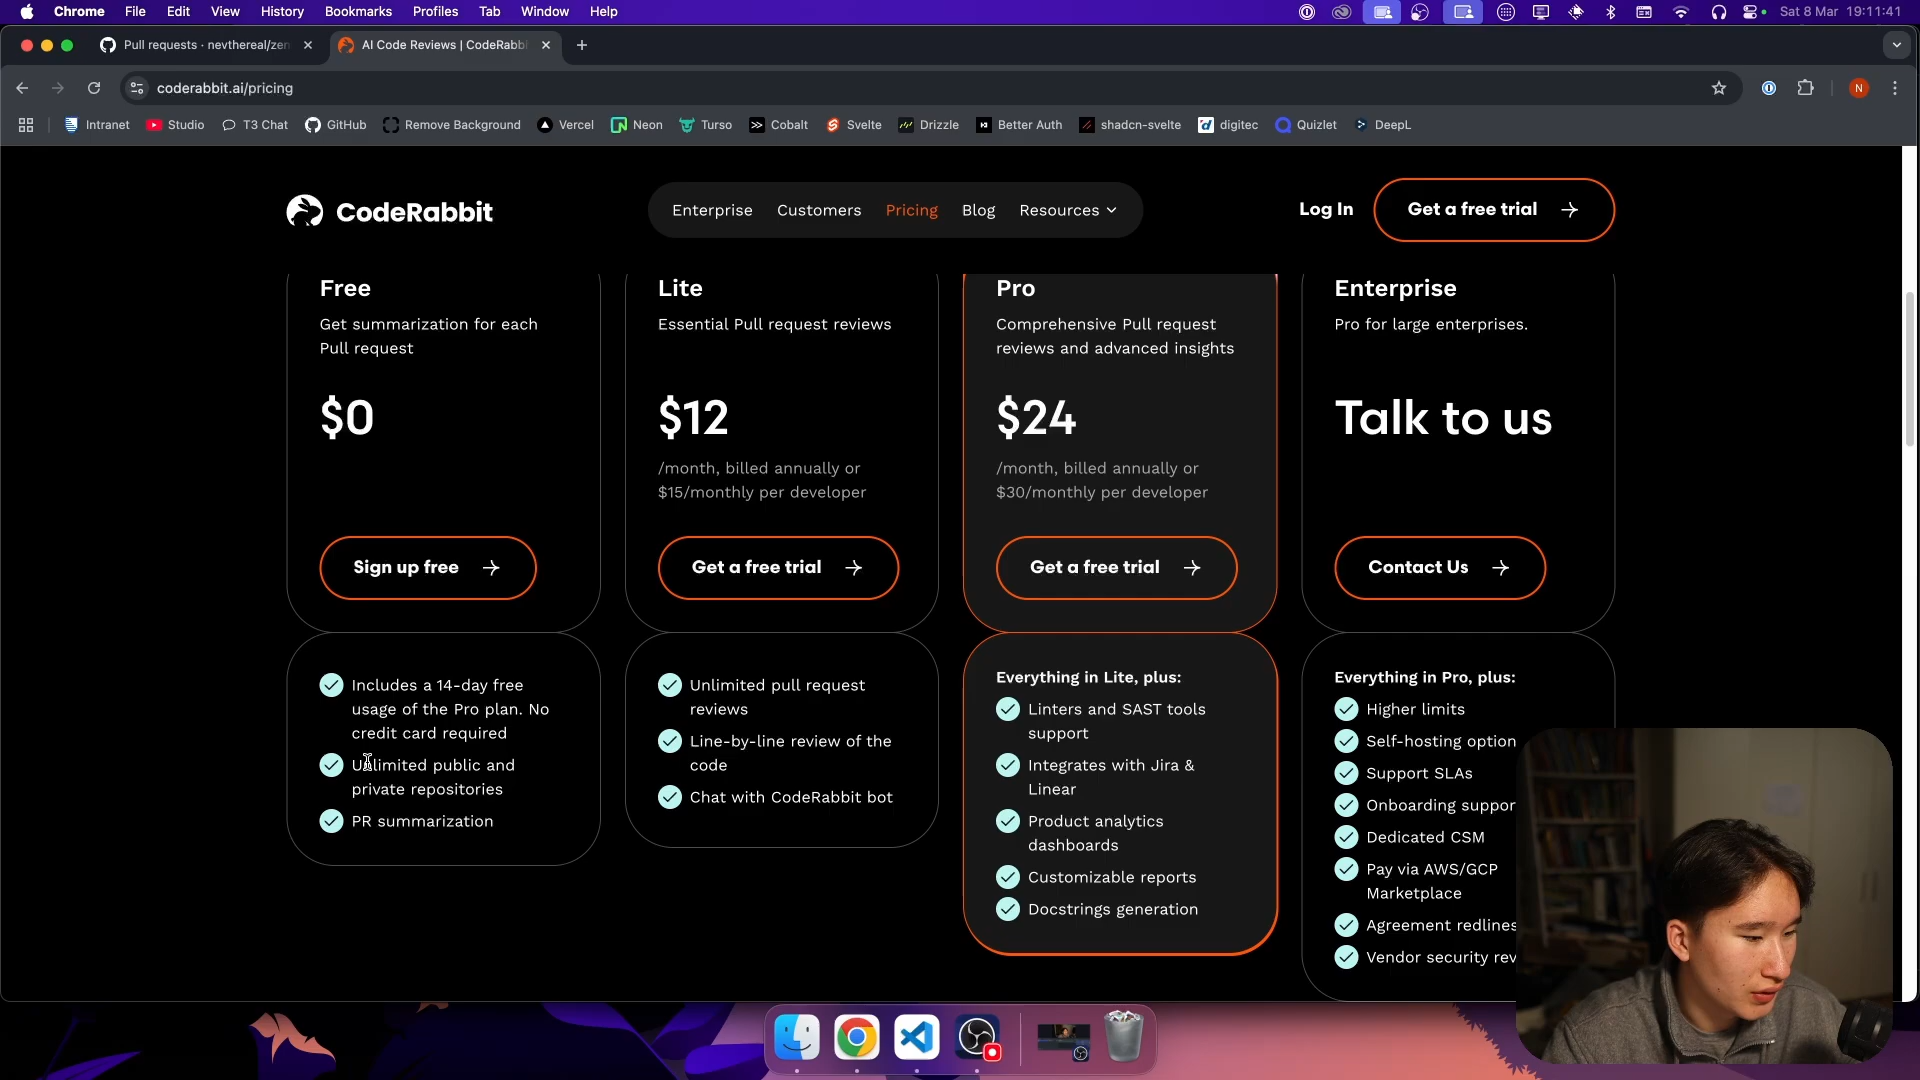 Chrome File Edit View History Bookmarks Profiles Tab Window Help Sat 8 Mar 19:11:41
Pull requests · nevthereal/zen
AI Code Reviews | CodeRabbi
coderabbit.ai/pricing
N
Intranet Studio T3 Chat GitHub Remove Background Vercel Neon Turso Cobalt Svelte Drizzle Better Auth shadcn-svelte digitec Quizlet DeepL
CodeRabbit
Enterprise Customers Pricing Blog Resources
Log In
Get a free trial
Free
Get summarization for each
Pull request
$0
Sign up free
Includes a 14-day free
usage of the Pro plan. No
credit card required
Unlimited public and
private repositories
PR summarization
Lite
Essential Pull request reviews
$12
/month, billed annually or
$15/monthly per developer
Get a free trial
Unlimited pull request
reviews
Line-by-line review of the
code
Chat with CodeRabbit bot
Pro
Comprehensive Pull request
reviews and advanced insights
$24
/month, billed annually or
$30/monthly per developer
Get a free trial
Everything in Lite, plus:
Linters and SAST tools
support
Integrates with Jira &
Linear
Product analytics
dashboards
Customizable reports
Docstrings generation
Enterprise
Pro for large enterprises.
Talk to us
Contact Us
Everything in Pro, plus:
Higher limits
Self-hosting option
Support SLAs
Onboarding suppor
Dedicated CSM
Pay via AWS/GCP
Marketplace
Agreement redlines
Vendor security rev